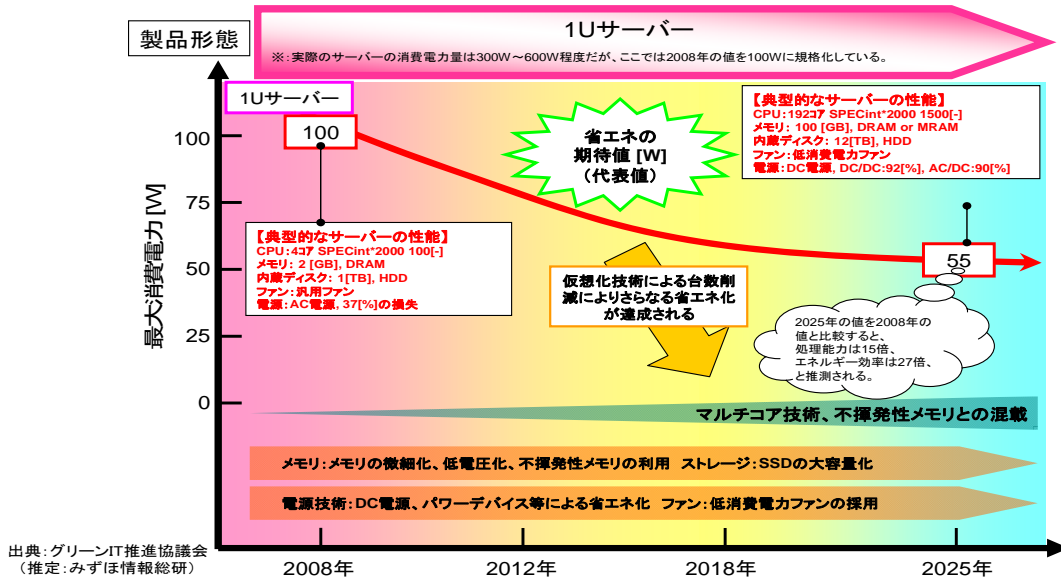 1Uサーバー
製品形態
※:実際のサーバーの消費電力量は300W～600W程度だが、ここでは2008年の値を100Wに規格化している。
1Uサーバー
100
100
75
50
25
0
最大消費電力[W]
省エネの
期待値 [W]
(代表値)
【典型的なサーバーの性能】
CPU:192コア SPECint*2000 1500[-]
メモリ: 100 [GB], DRAM or MRAM
内蔵ディスク: 12[TB], HDD
ファン:低消費電力ファン
電源:DC電源, DC/DC:92[%], AC/DC:90[%]
【典型的なサーバーの性能】
CPU:4コア SPECint*2000 100[-]
メモリ: 2 [GB], DRAM
内蔵ディスク: 1[TB], HDD
ファン:汎用ファン
電源:AC電源, 37[%]の損失
55
仮想化技術による台数削
減によりさらなる省エネ化
が達成される
2025年の値を2008年の
値と比較すると、
処理能力は15倍、
エネルギー効率は27倍、
と推測される。
マルチコア技術、不揮発性メモリとの混載
メモリ:メモリの微細化、低電圧化、不揮発性メモリの利用 ストレージ:SSDの大容量化
電源技術:DC電源、パワーデバイス等による省エネ化 ファン:低消費電力ファンの採用
出典:グリーンIT推進協議会
(推定:みずほ情報総研)
2008年
2012年
2018年
2025年